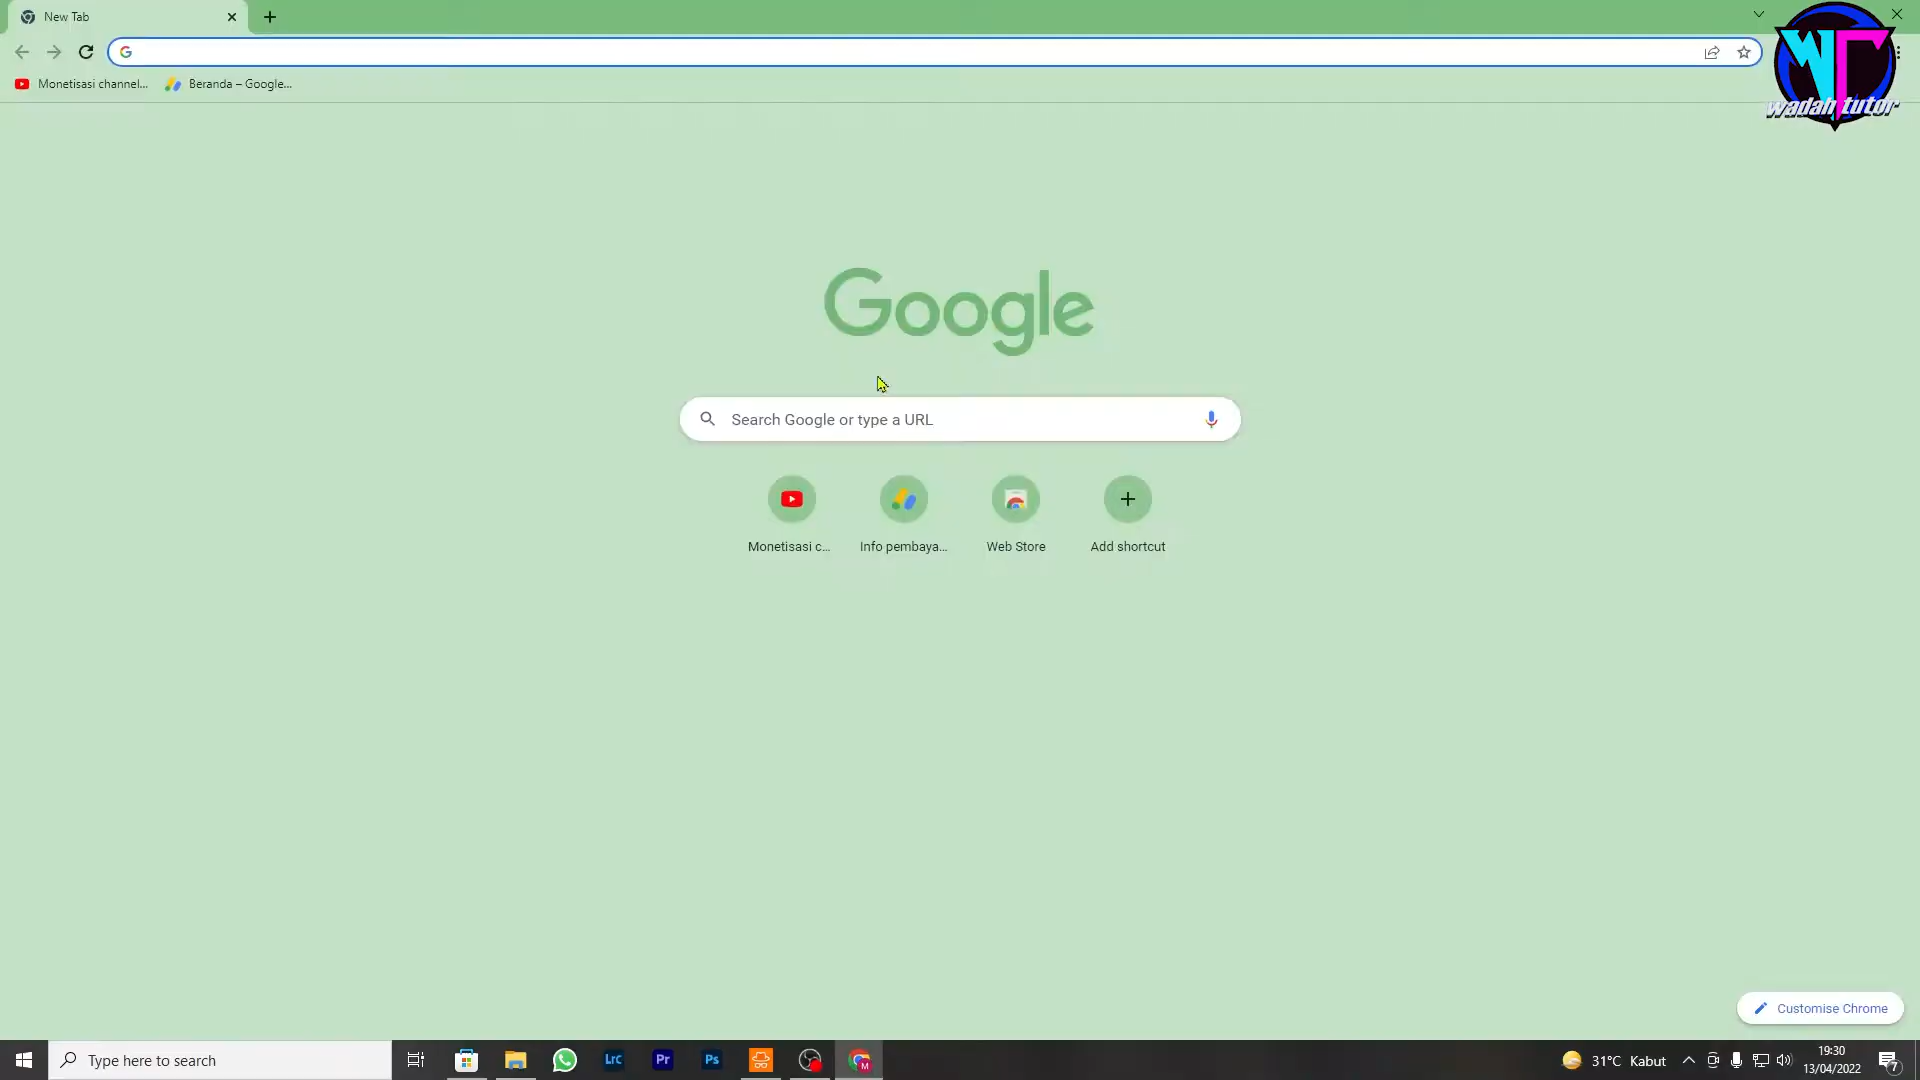 New Tab
Monetisasi channel...
Beranda – Google...
wadah tutor
Google
Search Google or type a URL
Monetisasi c...
Info pembaya...
Web Store
Add shortcut
Customise Chrome
Type here to search
Lrc
Pr
Ps
M
31°C Kabut
19:30
13/04/2022
7